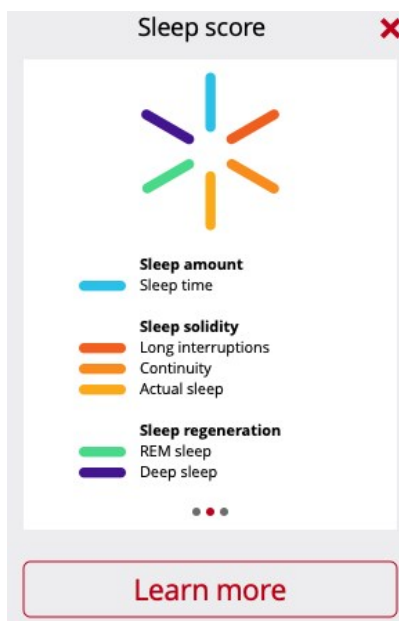 Sleep score
Sleep amount
Sleep time
Sleep solidity
Long interruptions
Continuity
Actual sleep
Sleep regeneration
REM sleep
Deep sleep
Learn more